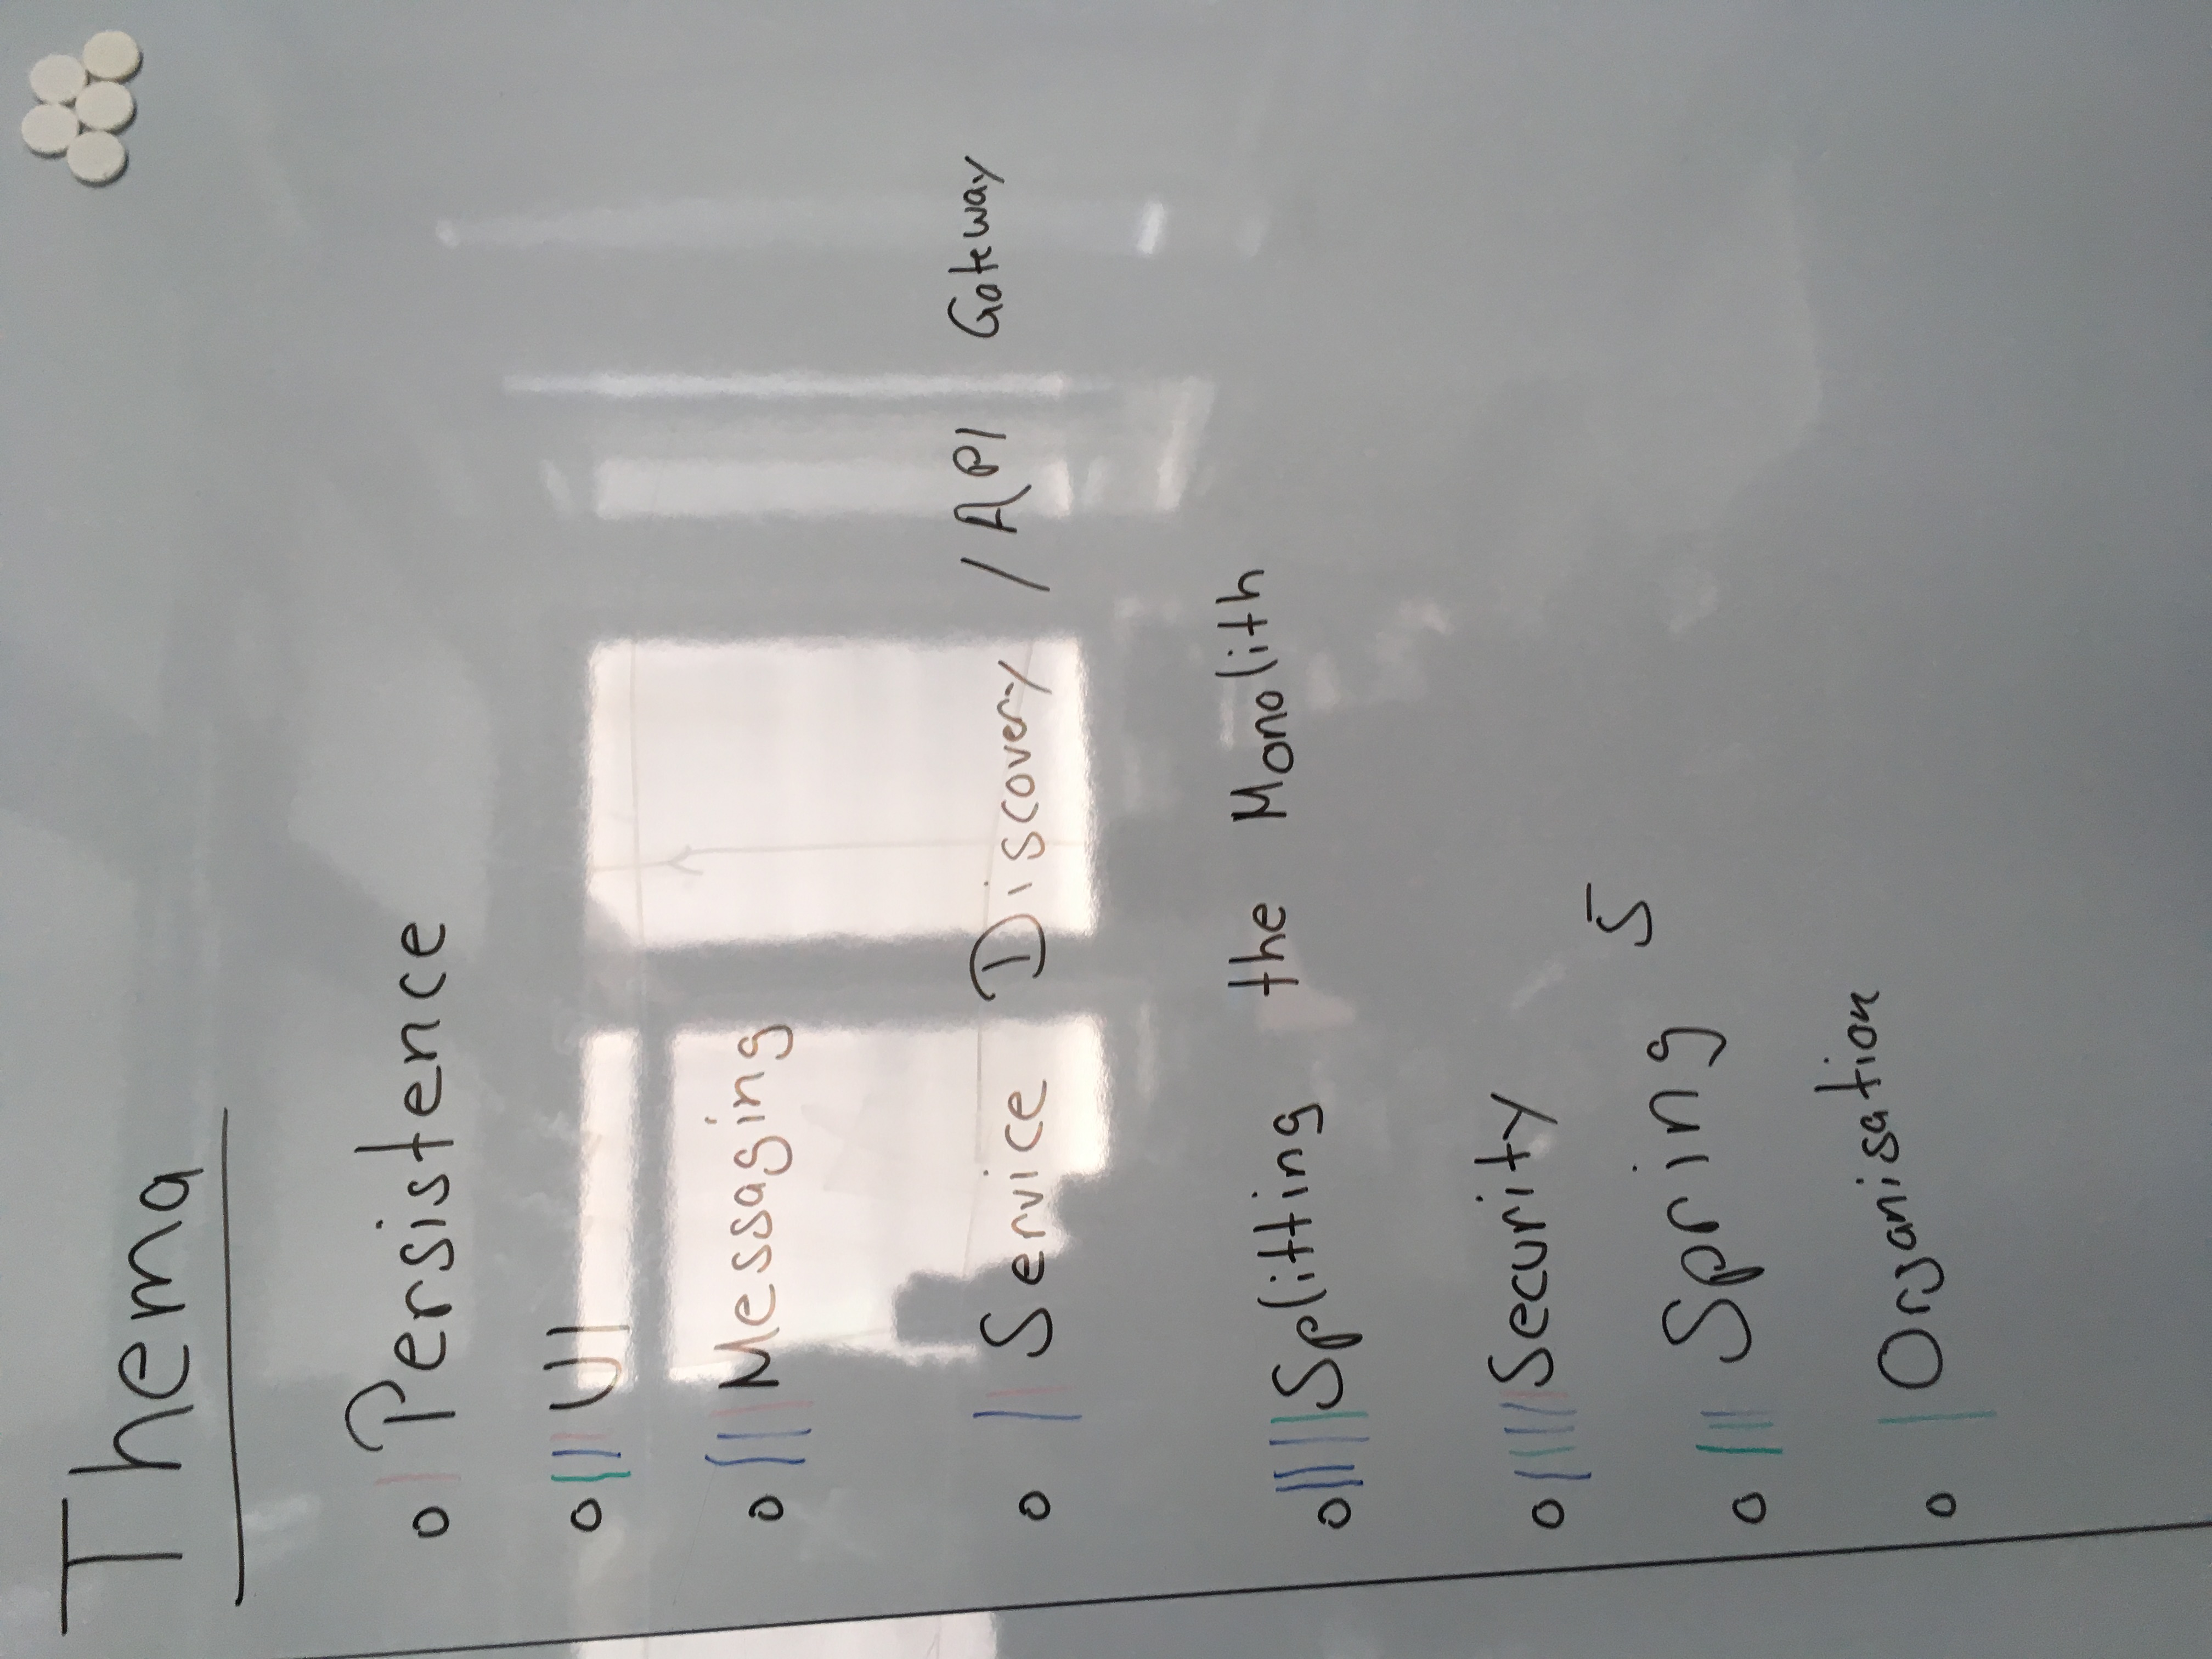 Thema
o | Persistence
o ||| UI
o ||| Messaging
o || Service Discovery / API Gateway
o |||| Splitting the Monolith
o ||||| Security
o ||| Spring 5
o | Organisation